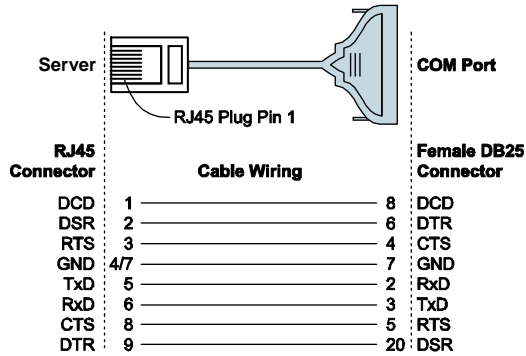 Server
COM Port
RJ45 Plug Pin 1
RJ45 Connector
Cable Wiring
Female DB25 Connector
DCD 1 8 DCD
DSR 2 6 DTR
RTS 3 4 CTS
GND 4/7 7 GND
TxD 5 2 RxD
RxD 6 3 TxD
CTS 8 5 RTS
DTR 9 20 DSR